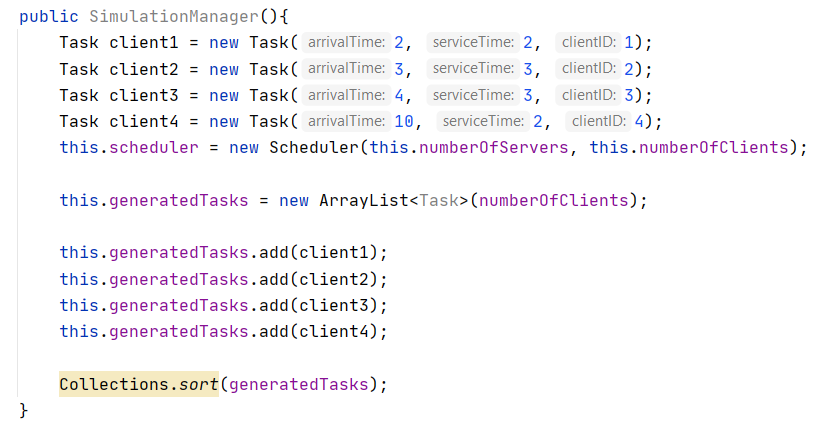 public SimulationManager(){
Task client1 = new Task( arrivalTime: 2, serviceTime: 2, clientID: 1);
Task client2 = new Task( arrivalTime: 3, serviceTime: 3, clientID: 2);
Task client3 = new Task( arrivalTime: 4, serviceTime: 3, clientID: 3);
Task client4 = new Task( arrivalTime: 10, serviceTime: 2, clientID: 4);
this.scheduler = new Scheduler(this.numberOfServers, this.numberOfClients);
this.generatedTasks = new ArrayList<Task>(numberOfClients);
this.generatedTasks.add(client1);
this.generatedTasks.add(client2);
this.generatedTasks.add(client3);
this.generatedTasks.add(client4);
Collections.sort(generatedTasks);
}